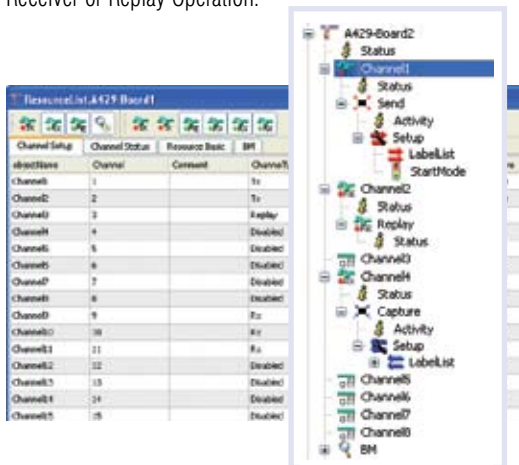 Receiver or Replay Operation.
ResourceList.A429-Board1
Channel Setup Channel Status Resource Basic BM
objectName Channel Comment ChannelTy
Channel1 1 Tx
Channel2 2 Tx
Channel3 3 Replay
Channel4 4 Disabled
Channel5 5 Disabled
Channel6 6 Disabled
Channel7 7 Disabled
Channel8 8 Disabled
Channel9 9 Rx
Channel10 10 Rx
Channel11 11 Rx
Channel12 12 Disabled
Channel13 13 Disabled
Channel14 14 Disabled
Channel15 15 Disabled
A429-Board2
Status
Channel1
Status
Send
Activity
Setup
LabelList
StartMode
Channel2
Status
Replay
Status
Channel3
Channel4
Status
Capture
Activity
Setup
LabelList
Channel5
Channel6
Channel7
Channel8
BM